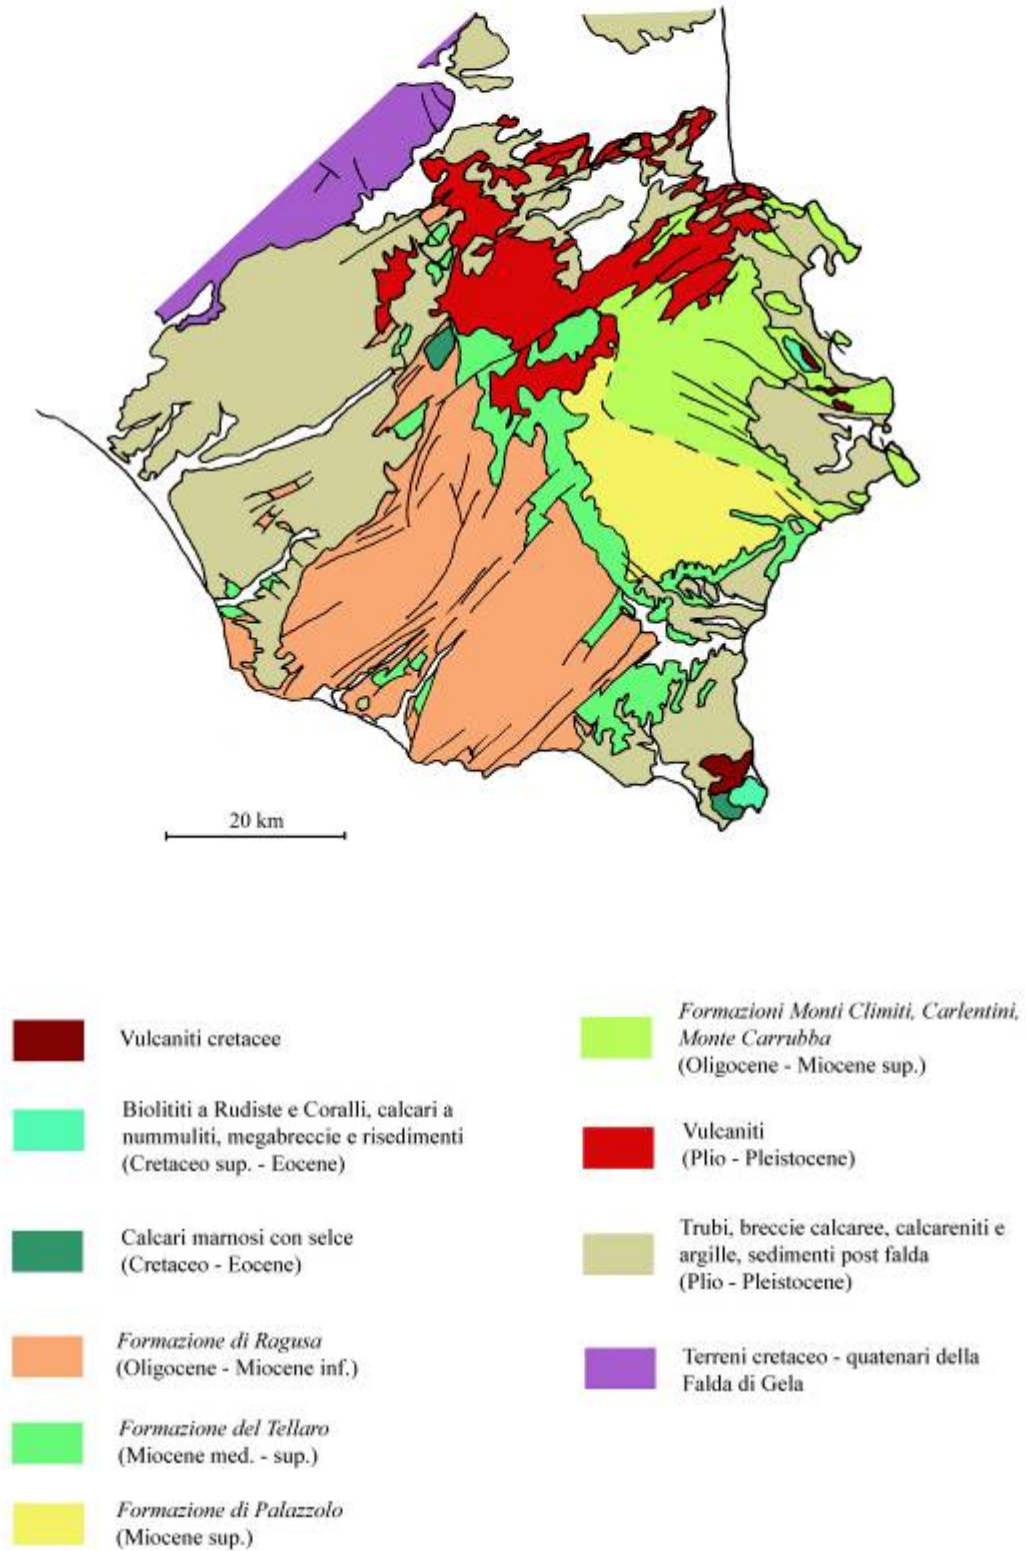 20 km
Vulcaniti cretacee
Biolititi a Rudiste e Coralli, calcari a
nummuliti, megabreccie e risedimenti
(Cretaceo sup. - Eocene)
Calcari marnosi con selce
(Cretaceo - Eocene)
Formazione di Ragusa
(Oligocene - Miocene inf.)
Formazione del Tellaro
(Miocene med. - sup.)
Formazione di Palazzolo
(Miocene sup.)
Formazioni Monti Climiti, Carlentini,
Monte Carrubba
(Oligocene - Miocene sup.)
Vulcaniti
(Plio - Pleistocene)
Trubi, breccie calcaree, calcareniti e
argille, sedimenti post falda
(Plio - Pleistocene)
Terreni cretaceo - quatenari della
Falda di Gela